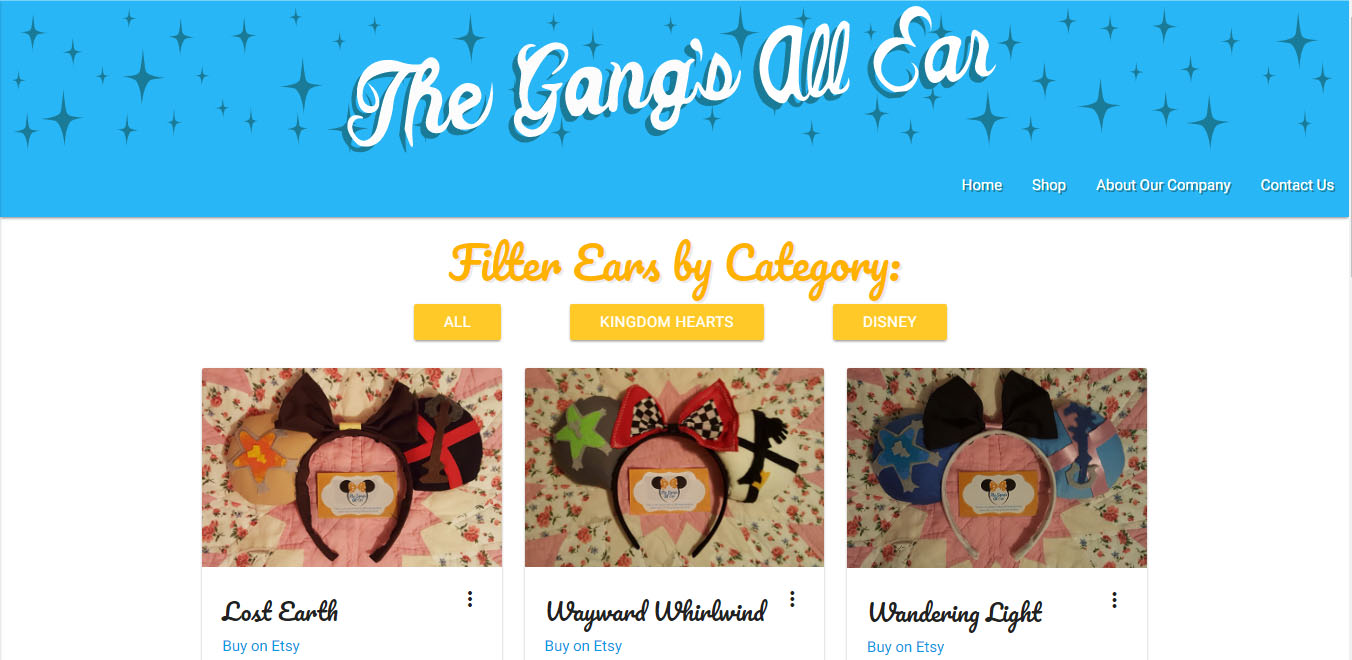 The Gang's All Ear
Home Shop About Our Company Contact Us
Filter Ears by Category:
ALL KINGDOM HEARTS DISNEY
Lost Earth Wayward Whirlwind Wandering Light
Buy on Etsy Buy on Etsy Buy on Etsy